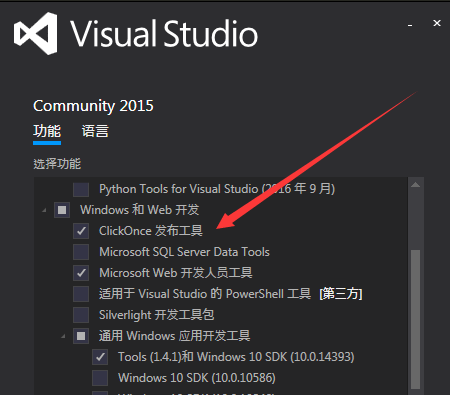 Visual Studio
Community 2015
功能 语言
选择功能
Python Tools for Visual Studio (2016 年 9 月)
Windows 和 Web 开发
ClickOnce 发布工具
Microsoft SQL Server Data Tools
Microsoft Web 开发人员工具
适用于 Visual Studio 的 PowerShell 工具 [第三方]
Silverlight 开发工具包
通用 Windows 应用开发工具
Tools (1.4.1)和 Windows 10 SDK (10.0.14393)
Windows 10 SDK (10.0.10586)